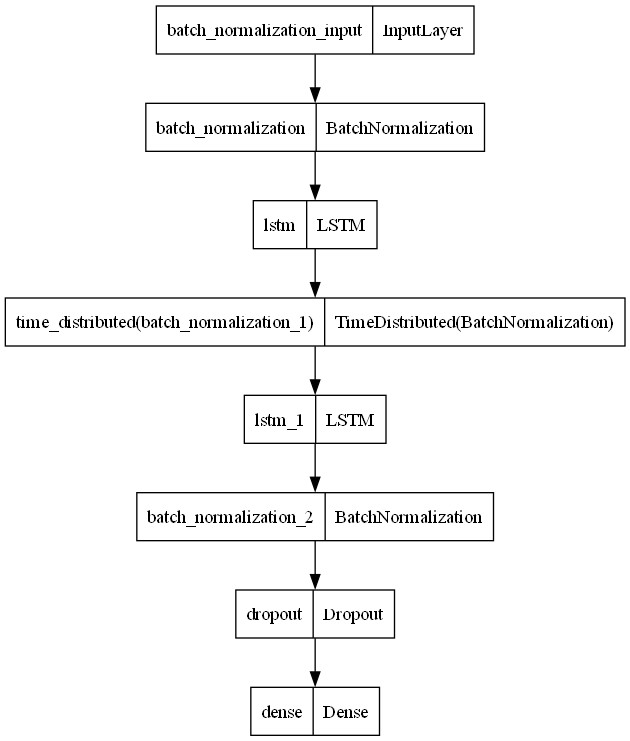 batch_normalization_input InputLayer
batch_normalization BatchNormalization
lstm LSTM
time_distributed(batch_normalization_1) TimeDistributed(BatchNormalization)
lstm_1 LSTM
batch_normalization_2 BatchNormalization
dropout Dropout
dense Dense